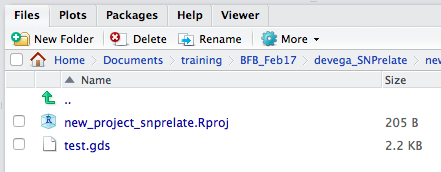 Files Plots Packages Help Viewer
New Folder Delete Rename More
Home Documents training BFB_Feb17 devega_SNPrelate
Name Size
..
new_project_snprelate.Rproj 205 B
test.gds 2.2 KB